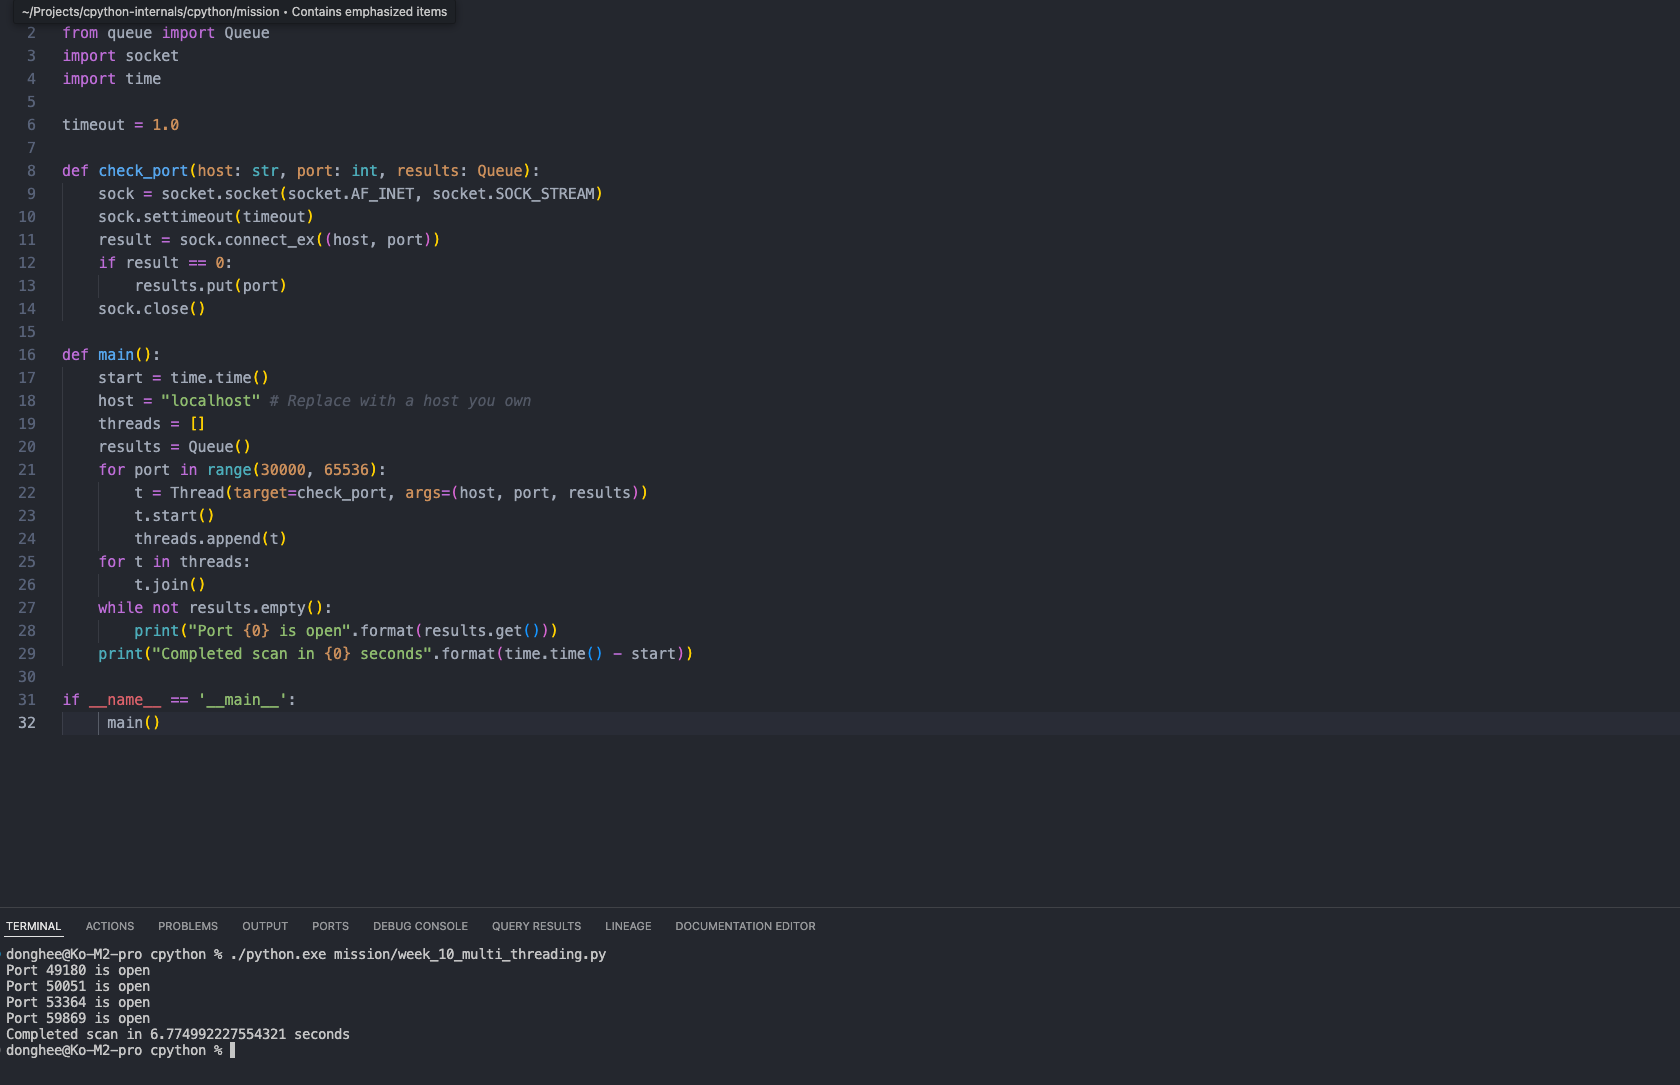 ~/Projects/cpython-internals/cpython/mission • Contains emphasized items
2 from queue import Queue
3 import socket
4 import time
5
6 timeout = 1.0
7
8 def check_port(host: str, port: int, results: Queue):
9     sock = socket.socket(socket.AF_INET, socket.SOCK_STREAM)
10     sock.settimeout(timeout)
11     result = sock.connect_ex((host, port))
12     if result == 0:
13         results.put(port)
14     sock.close()
15
16 def main():
17     start = time.time()
18     host = "localhost" # Replace with a host you own
19     threads = []
20     results = Queue()
21     for port in range(30000, 65536):
22         t = Thread(target=check_port, args=(host, port, results))
23         t.start()
24         threads.append(t)
25     for t in threads:
26         t.join()
27     while not results.empty():
28         print("Port {0} is open".format(results.get()))
29     print("Completed scan in {0} seconds".format(time.time() - start))
30
31 if __name__ == '__main__':
32      main()
TERMINAL ACTIONS PROBLEMS OUTPUT PORTS DEBUG CONSOLE QUERY RESULTS LINEAGE DOCUMENTATION EDITOR
donghee@Ko-M2-pro cpython % ./python.exe mission/week_10_multi_threading.py
Port 49180 is open
Port 50051 is open
Port 53364 is open
Port 59869 is open
Completed scan in 6.774992227554321 seconds
donghee@Ko-M2-pro cpython %